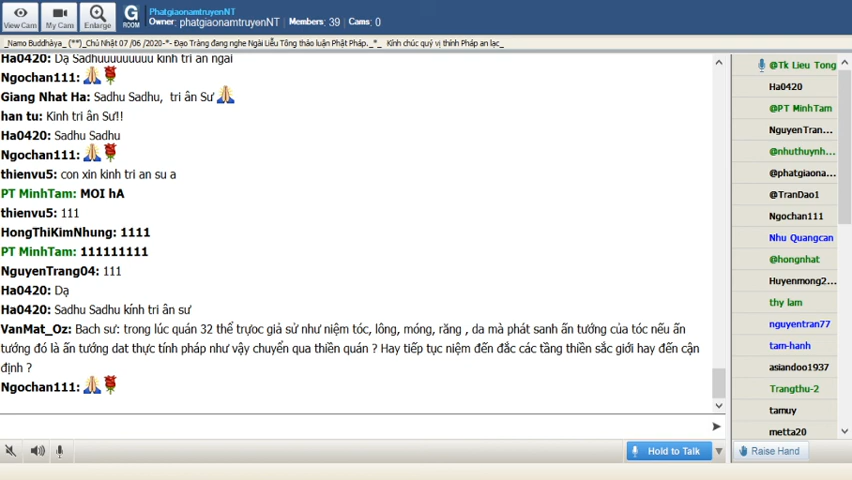 PhatgiaonamtruyenNT
Owner: phatgiaonamtruyenNT Members: 39 Cams: 0
View Cam My Cam Enlarge G ROOM
_Namo Buddhàya_ (**)_Chủ Nhật 07 /06 /2020-*- Đạo Tràng đang nghe Ngài Liễu Tông thảo luận Phật Pháp._*_ Kính chúc quý vị thính Pháp an lạc_
Ha0420: Dạ Sadhuuuuuuuuu kính tri ân ngài
Ngochan111:
Giang Nhat Ha: Sadhu Sadhu, tri ân Sư
han tu: Kính tri ân Sư!!
Ha0420: Sadhu Sadhu
Ngochan111:
thienvu5: con xin kinh tri an su a
PT MinhTam: MOI hA
thienvu5: 111
HongThiKimNhung: 1111
PT MinhTam: 111111111
NguyenTrang04: 111
Ha0420: Dạ
Ha0420: Sadhu Sadhu kính tri ân sư
VanMat_Oz: Bach sư: trong lúc quán 32 thể trược giả sử như niệm tóc, lông, móng, răng , da mà phát sanh ấn tướng của tóc nếu ấn
tướng đó là ấn tướng dat thực tính pháp như vậy chuyển qua thiền quán ? Hay tiếp tục niệm đến đắc các tầng thiền sắc giới hay đến cận
định ?
Ngochan111:
Hold to Talk
@Tk Lieu Tong
Ha0420
@PT MinhTam
NguyenTran...
@nhuthuynh...
@phatgiaona...
@TranDao1
Ngochan111
Nhu Quangcan
@hongnhat
Huyenmong2...
thy lam
nguyentran77
tam-hanh
asiandoo1937
Trangthu-2
tamuy
metta20
Raise Hand